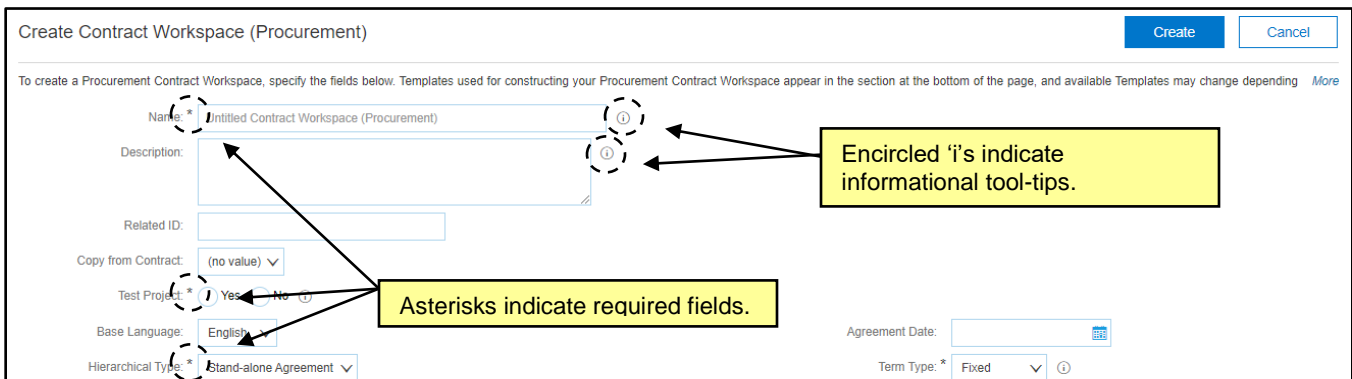 Create Contract Workspace (Procurement)
Create
Cancel
To create a Procurement Contract Workspace, specify the fields below. Templates used for constructing your Procurement Contract Workspace appear in the section at the bottom of the page, and available Templates may change depending More
Name: * Untitled Contract Workspace (Procurement) i
Description: i
Encircled ‘i’s indicate
informational tool-tips.
Related ID:
Copy from Contract: (no value)
Test Project: * Yes No i
Asterisks indicate required fields.
Base Language: English
Agreement Date:
Hierarchical Type: * Stand-alone Agreement
Term Type: * Fixed i